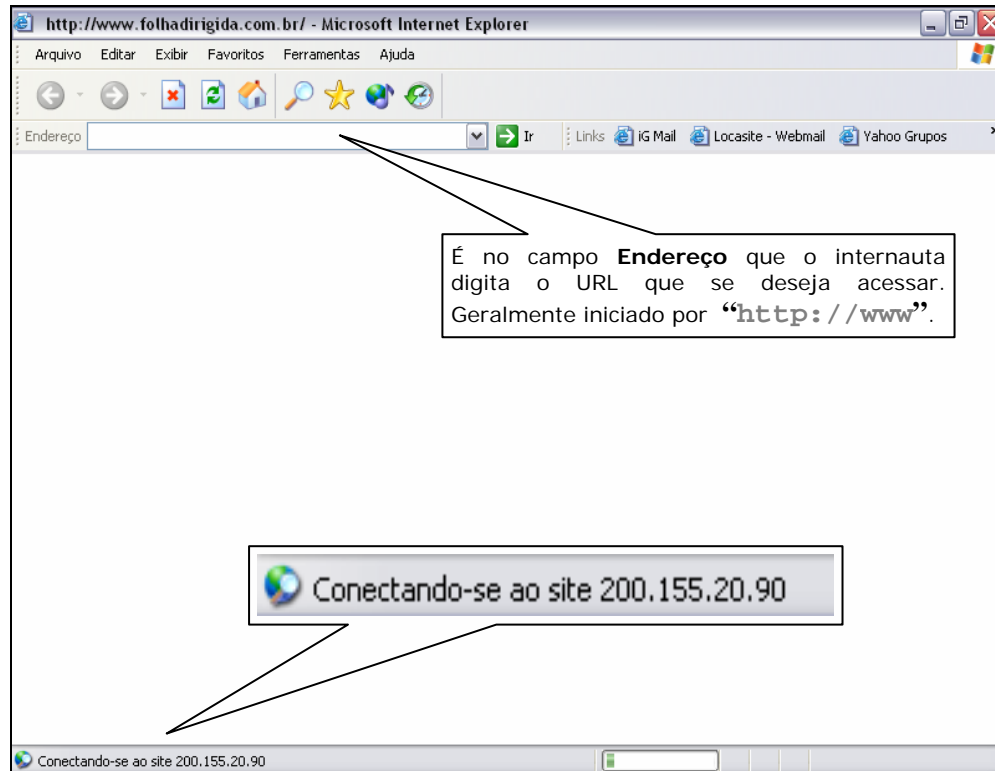 http://www.folhadirigida.com.br/ - Microsoft Internet Explorer
Arquivo Editar Exibir Favoritos Ferramentas Ajuda
Endereço Ir Links iG Mail Locasite - Webmail Yahoo Grupos »
É no campo Endereço que o internauta
digita o URL que se deseja acessar.
Geralmente iniciado por “http://www”.
Conectando-se ao site 200.155.20.90
Conectando-se ao site 200.155.20.90